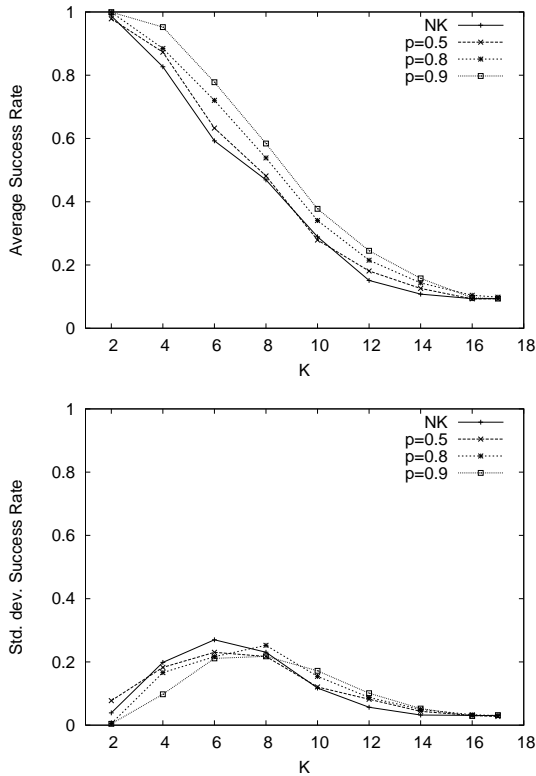 1
0.8
0.6
0.4
0.2
0
Average Success Rate
2 4 6 8 10 12 14 16 18
K
NK
p=0.5
p=0.8
p=0.9
1
0.8
0.6
0.4
0.2
0
Std. dev. Success Rate
2 4 6 8 10 12 14 16 18
K
NK
p=0.5
p=0.8
p=0.9